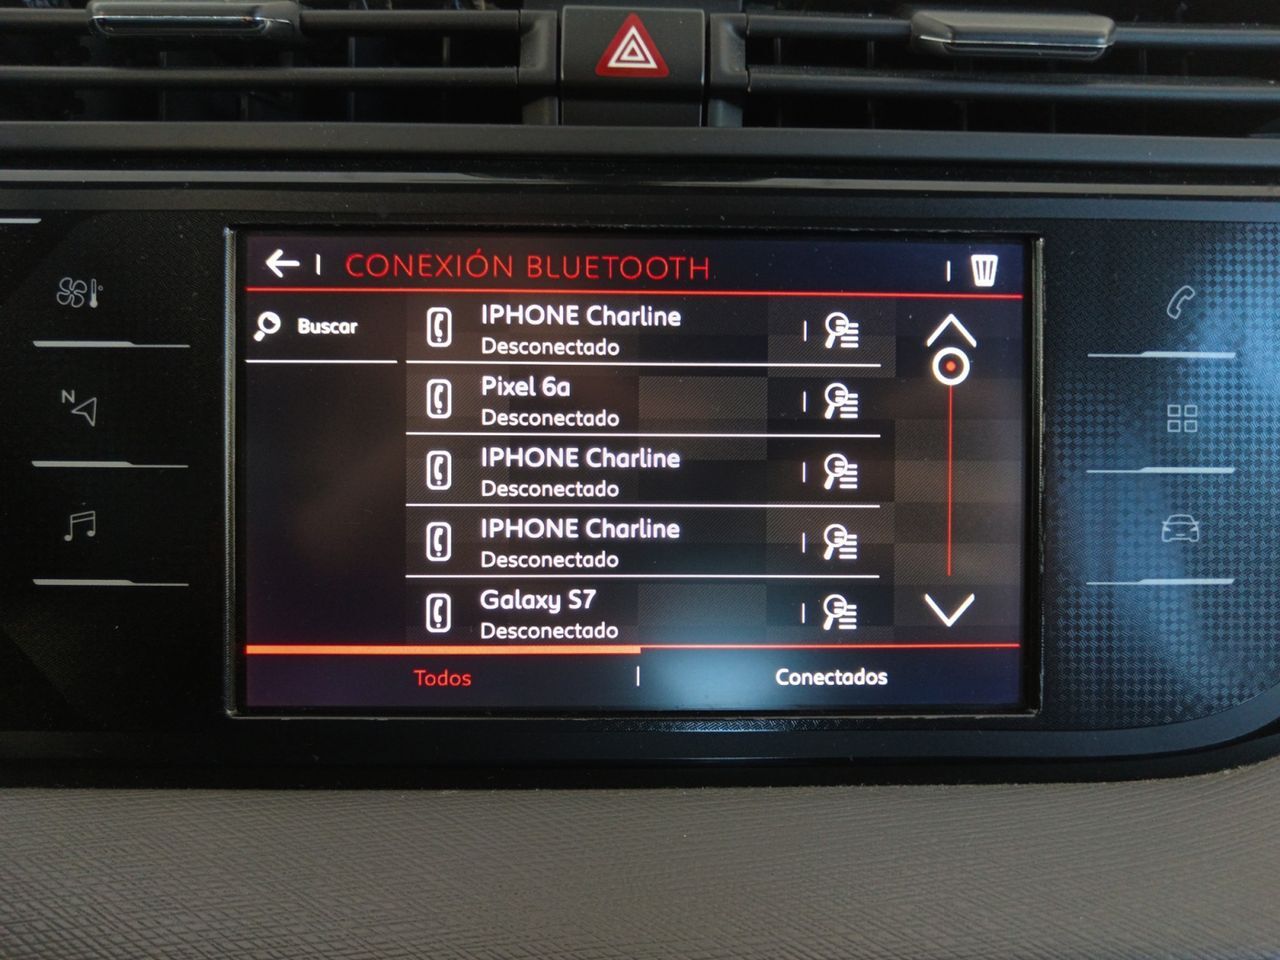 CONEXIÓN BLUETOOTH
Buscar
IPHONE Charline
Desconectado
Pixel 6a
Desconectado
IPHONE Charline
Desconectado
IPHONE Charline
Desconectado
Galaxy S7
Desconectado
Todos
Conectados
N